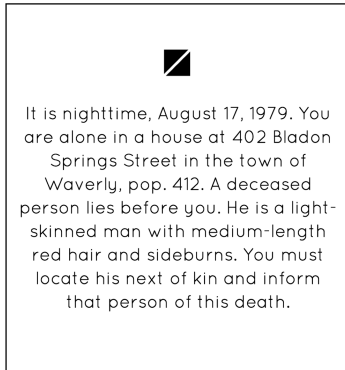 It is nighttime, August 17, 1979. You
are alone in a house at 402 Bladon
Springs Street in the town of
Waverly, pop. 412. A deceased
person lies before you. He is a light-
skinned man with medium-length
red hair and sideburns. You must
locate his next of kin and inform
that person of this death.